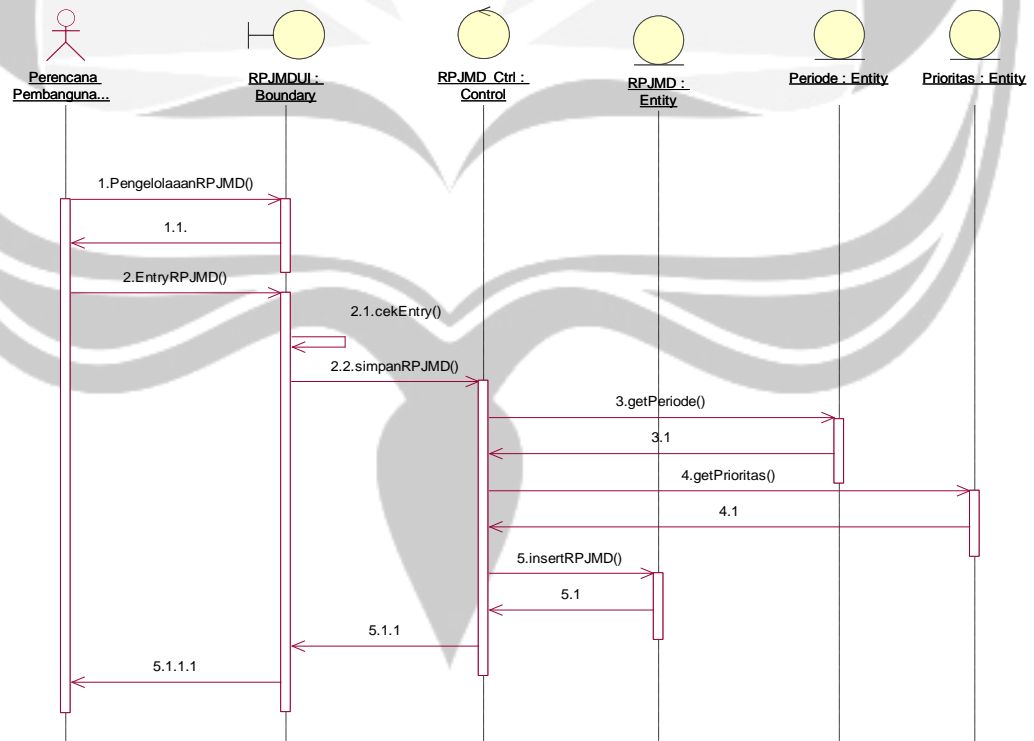 Perencana
Pembanguna...
RPJMDUI :
Boundary
RPJMD_Ctrl :
Control
RPJMD :
Entity
Periode : Entity
Prioritas : Entity
1.PengelolaaanRPJMD()
1.1.
2.EntryRPJMD()
2.1.cekEntry()
2.2.simpanRPJMD()
3.getPeriode()
3.1
4.getPrioritas()
4.1
5.insertRPJMD()
5.1
5.1.1
5.1.1.1